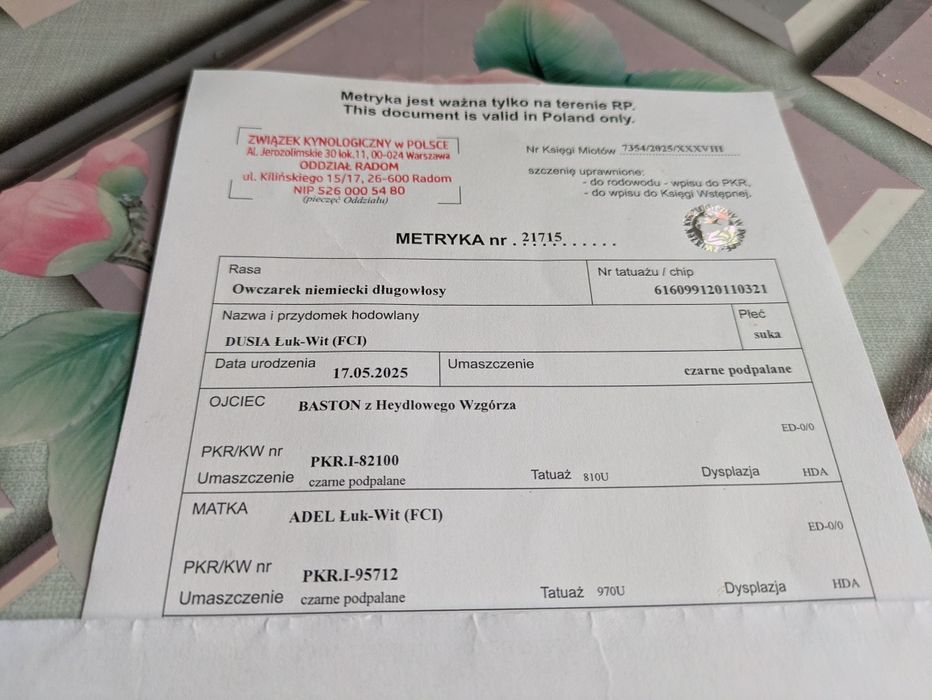 Metryka jest ważna tylko na terenie RP.
This document is valid in Poland only.
ZWIĄZEK KYNOLOGICZNY w POLSCE
Al. Jerozolimskie 30 lok.11, 00-024 Warszawa
ODDZIAŁ RADOM
ul. Kilińskiego 15/17, 26-600 Radom
NIP 526 000 54 80
(pieczęć Oddziału)
Nr Księgi Miotów 7354/2025/XXXVIII
szczenię uprawnione:
- do rodowodu - wpisu do PKR,
- do wpisu do Księgi Wstępnej.
METRYKA nr . 21715 . . . . . .
Rasa
Owczarek niemiecki długowłosy
Nr tatuażu / chip
616099120110321
Nazwa i przydomek hodowlany
DUSIA Łuk-Wit (FCI)
Płeć
suka
Data urodzenia 17.05.2025
Umaszczenie czarne podpalane
OJCIEC BASTON z Heydlowego Wzgórza
ED-0/0
PKR/KW nr PKR.I-82100
Umaszczenie czarne podpalane Tatuaż 810U Dysplazja HDA
MATKA ADEL Łuk-Wit (FCI)
ED-0/0
PKR/KW nr PKR.I-95712
Umaszczenie czarne podpalane Tatuaż 970U Dysplazja HDA